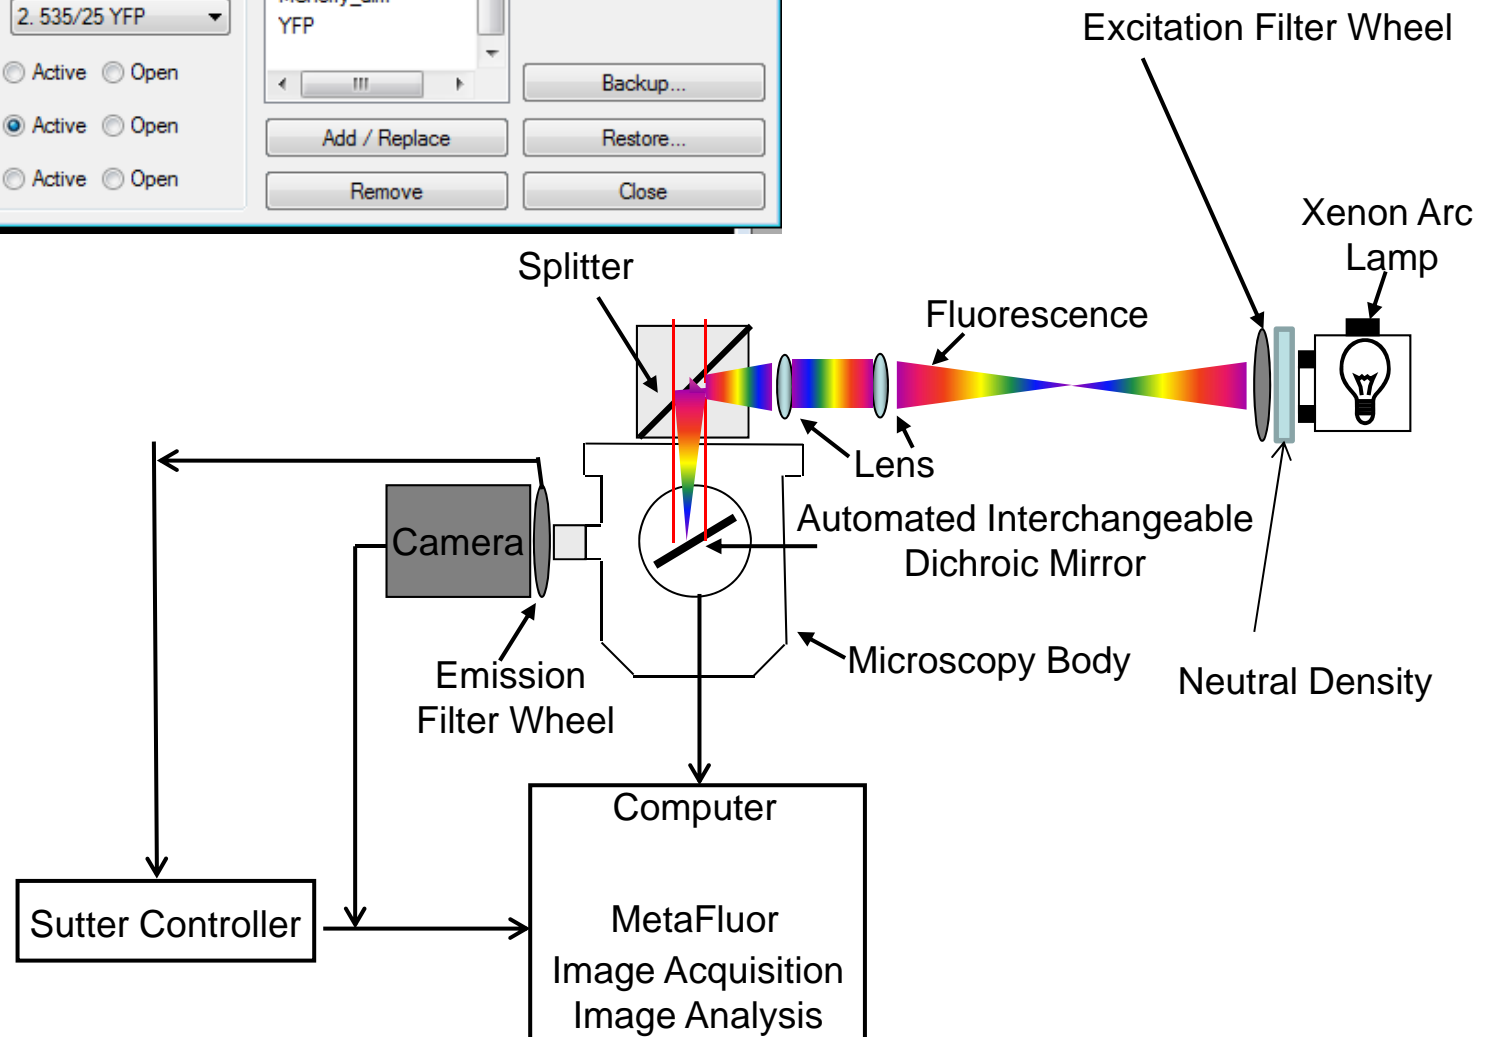 2. 535/25 YFP
YFP
Active Open
Active Open
Active Open
Add / Replace
Remove
Backup...
Restore...
Close
Excitation Filter Wheel
Xenon Arc
Lamp
Splitter
Fluorescence
Lens
Camera
Automated Interchangeable
Dichroic Mirror
Microscopy Body
Neutral Density
Emission
Filter Wheel
Computer
Sutter Controller
MetaFluor
Image Acquisition
Image Analysis